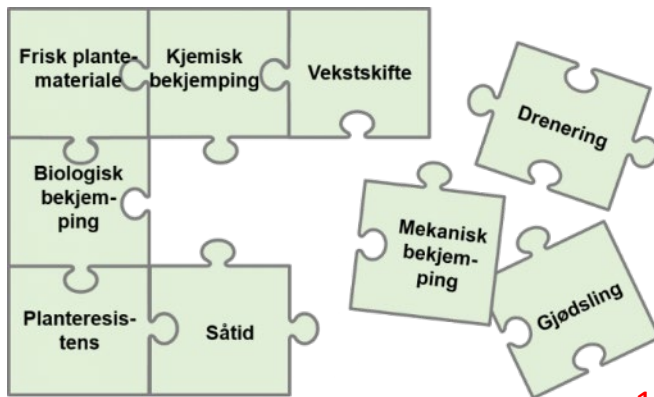 Frisk plante-
materiale
Kjemisk
bekjemping
Vekstskifte
Drenering
Biologisk
bekjem-
ping
Mekanisk
bekjem-
ping
Planteresis-
tens
Såtid
Gjødsling